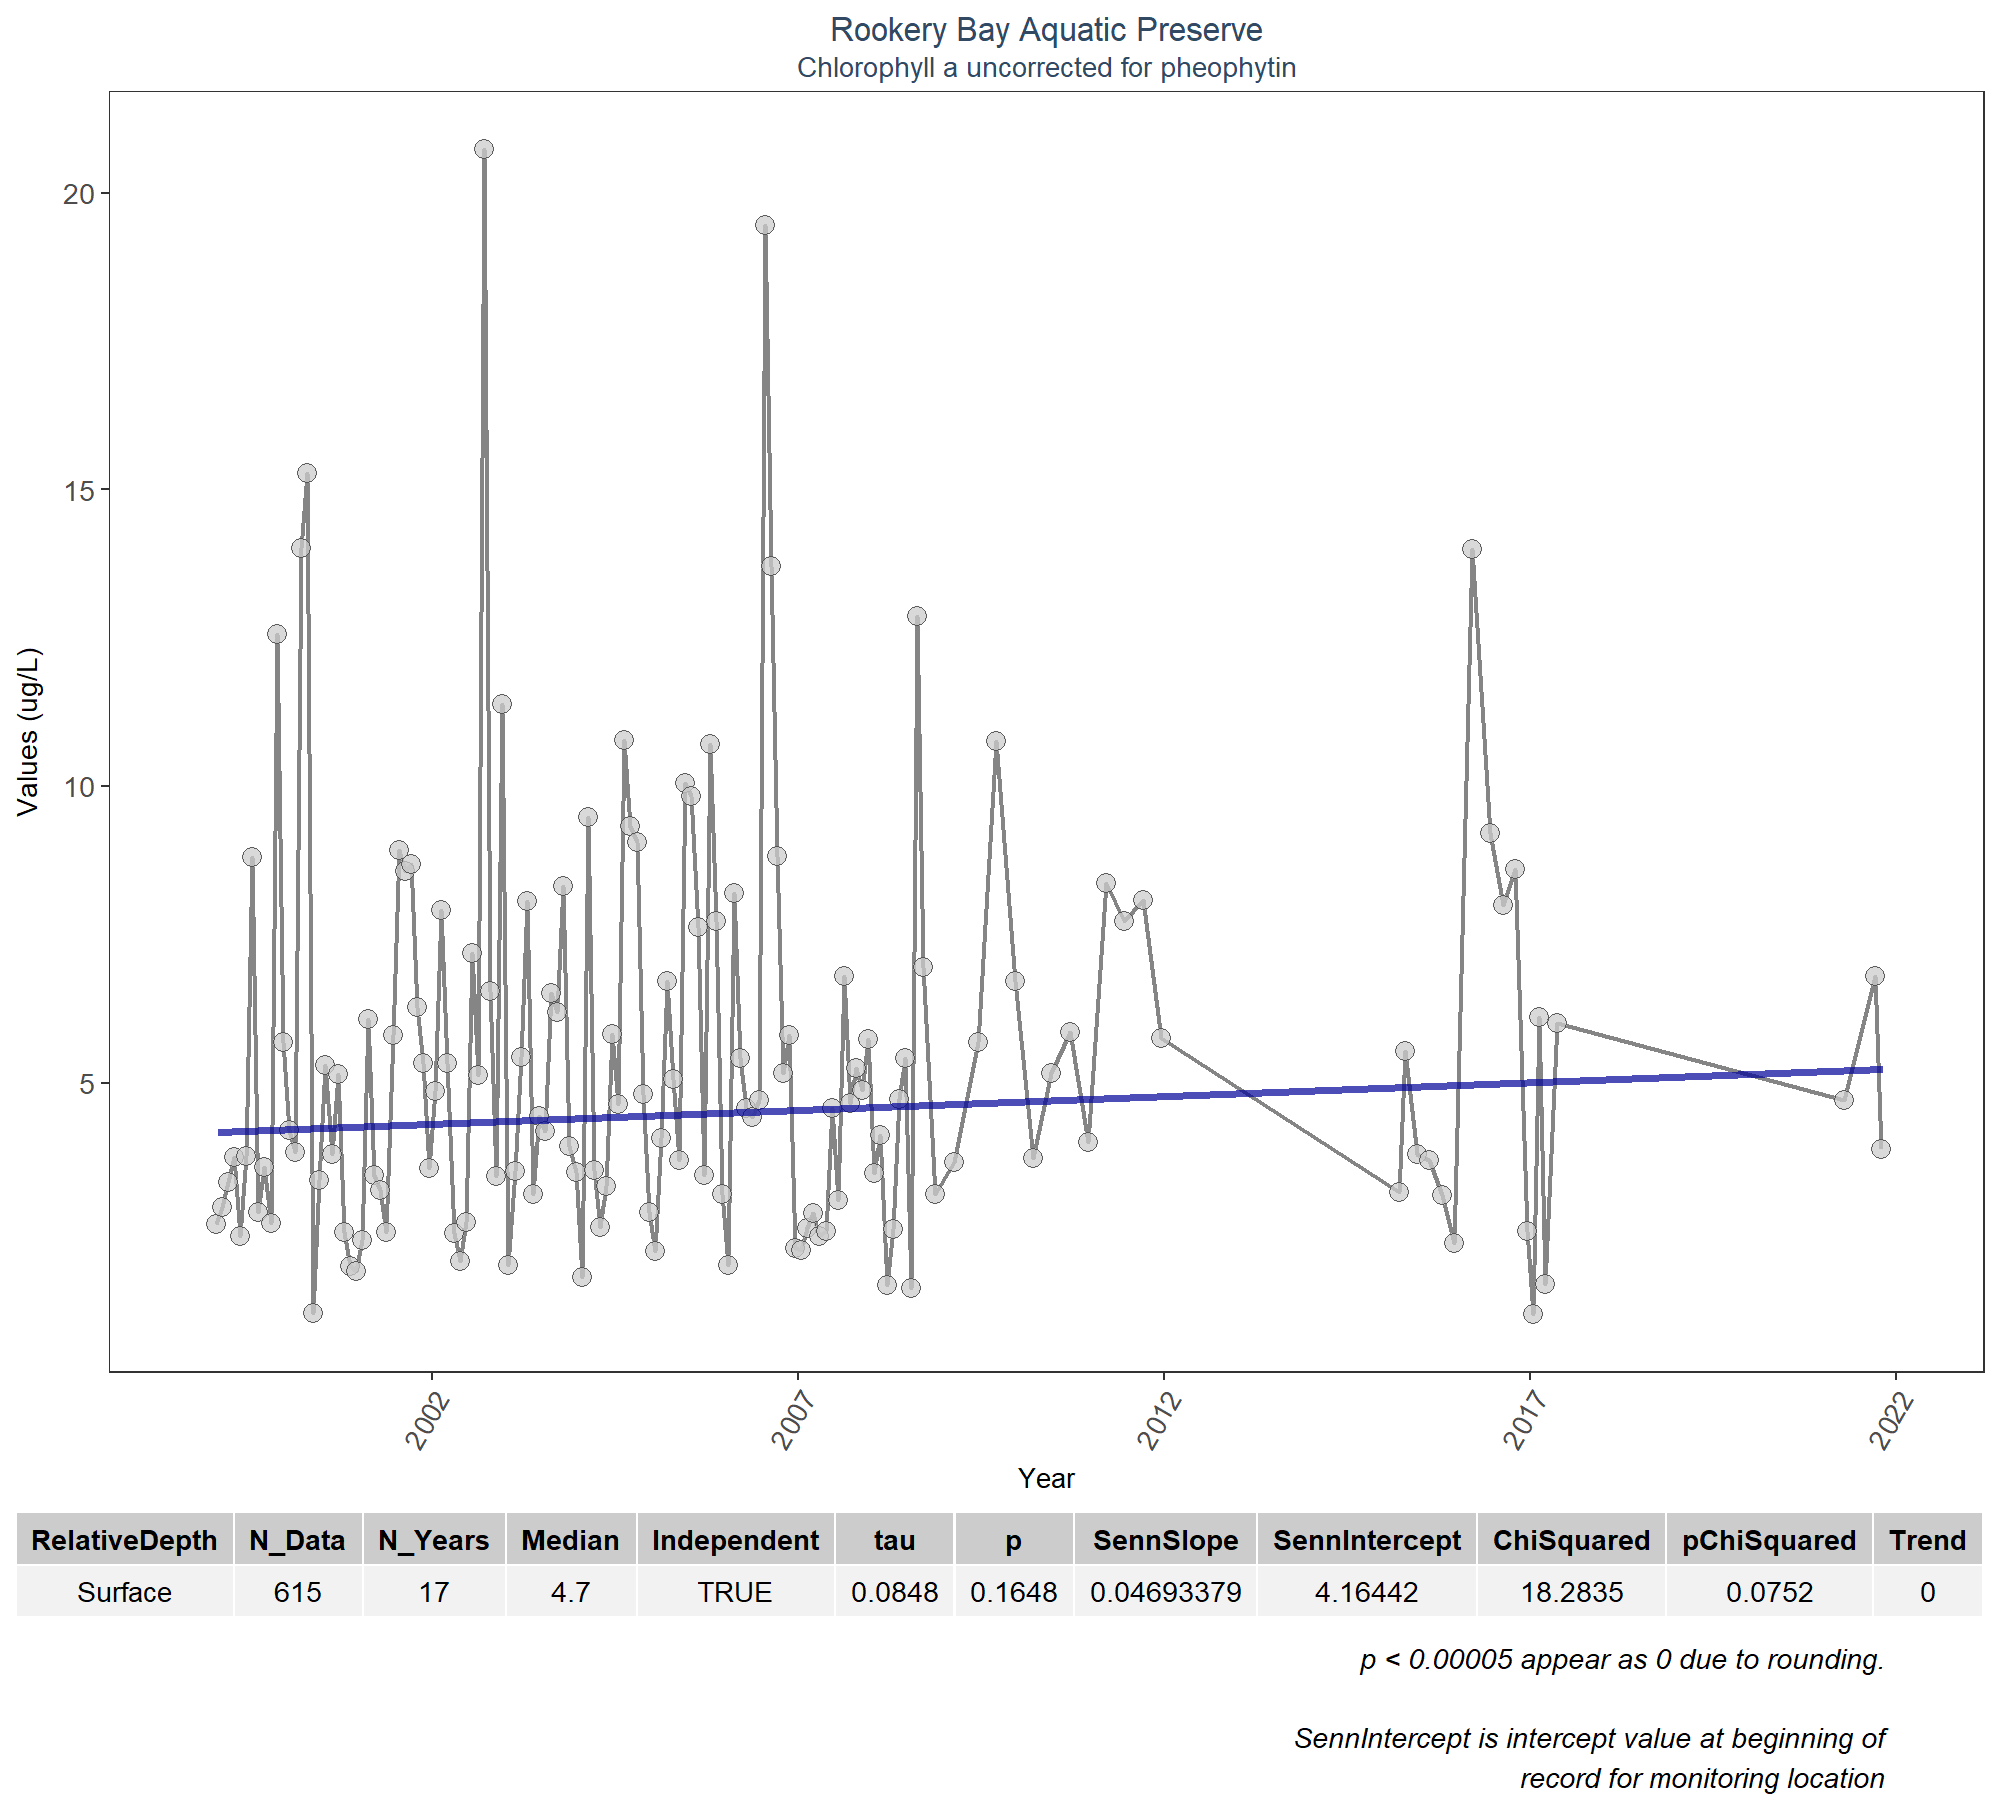 Rookery Bay Aquatic Preserve
Chlorophyll a uncorrected for pheophytin
Values (ug/L)
20
15
10
5
2002 2007 2012 2017 2022
Year
RelativeDepth N_Data N_Years Median Independent tau p SennSlope SennIntercept ChiSquared pChiSquared Trend
Surface 615 17 4.7 TRUE 0.0848 0.1648 0.04693379 4.16442 18.2835 0.0752 0
p < 0.00005 appear as 0 due to rounding.
SennIntercept is intercept value at beginning of
record for monitoring location